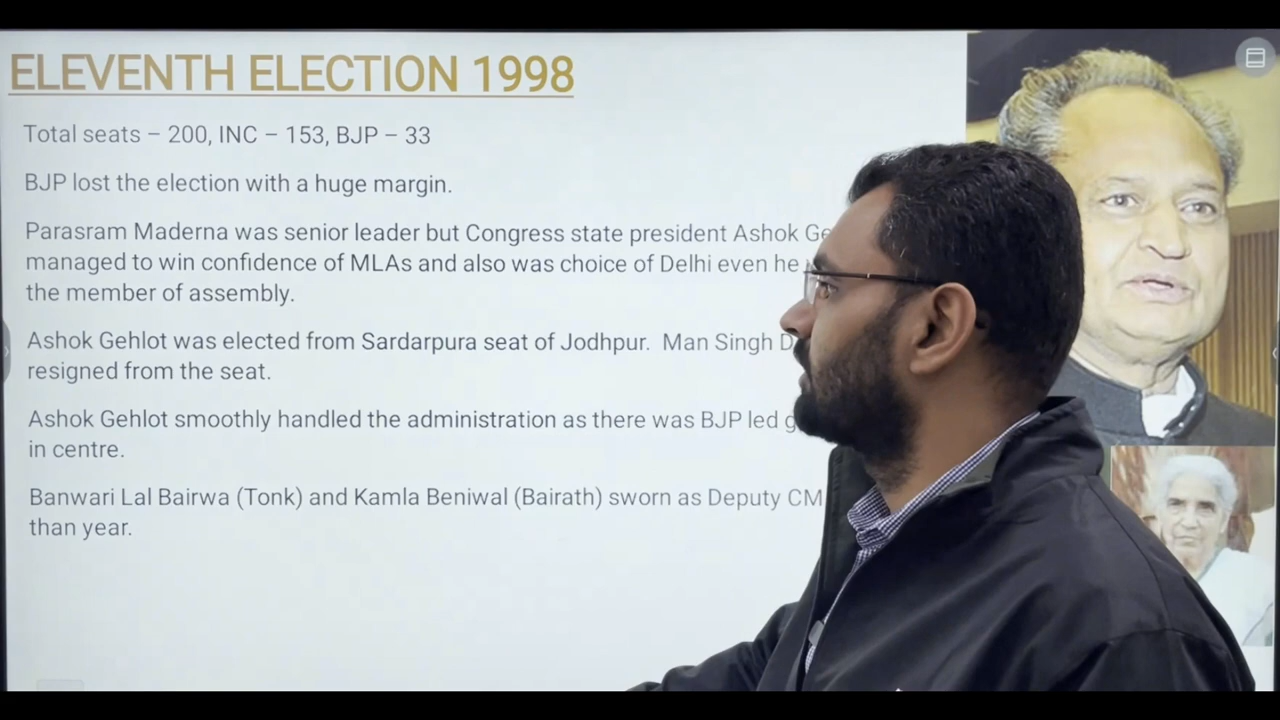 ELEVENTH ELECTION 1998
Total seats – 200, INC – 153, BJP – 33
BJP lost the election with a huge margin.
Parasram Maderna was senior leader but Congress state president Ashok
managed to win confidence of MLAs and also was choice of Delhi even he
the member of assembly.
Ashok Gehlot was elected from Sardarpura seat of Jodhpur. Man Singh
resigned from the seat.
Ashok Gehlot smoothly handled the administration as there was BJP led
in centre.
Banwari Lal Bairwa (Tonk) and Kamla Beniwal (Bairath) sworn as Deputy CM
than year.